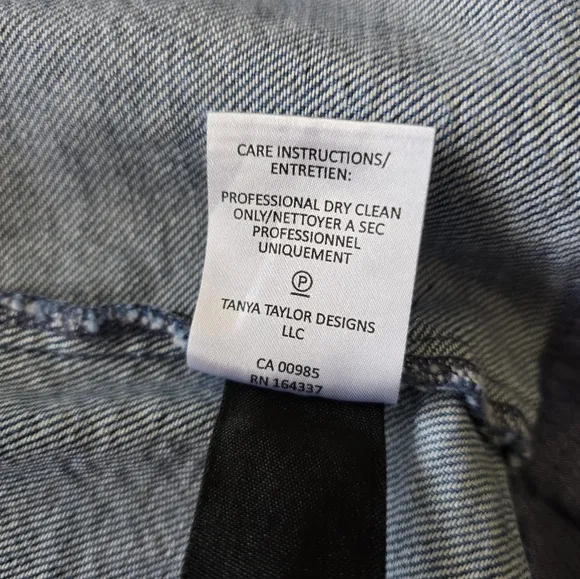 CARE INSTRUCTIONS/
ENTRETIEN:
PROFESSIONAL DRY CLEAN
ONLY/NETTOYER A SEC
PROFESSIONNEL
UNIQUEMENT
P
TANYA TAYLOR DESIGNS
LLC
CA 00985
RN 164337